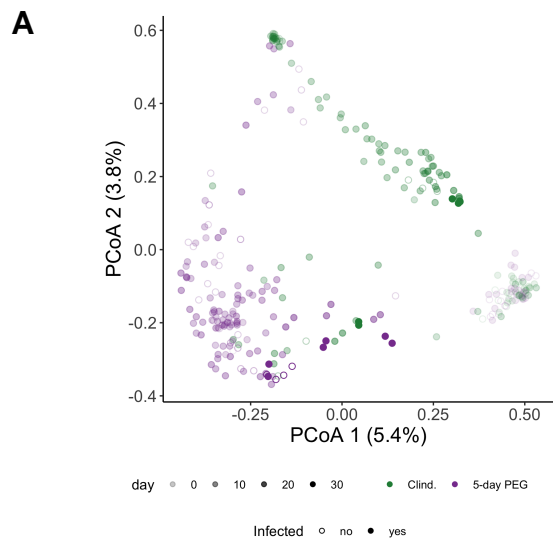 A
PCoA 2 (3.8%)
0.6
0.4
0.2
0.0
-0.2
-0.4
-0.25 0.00 0.25 0.50
PCoA 1 (5.4%)
day 0 10 20 30 Clind. 5-day PEG
Infected no yes